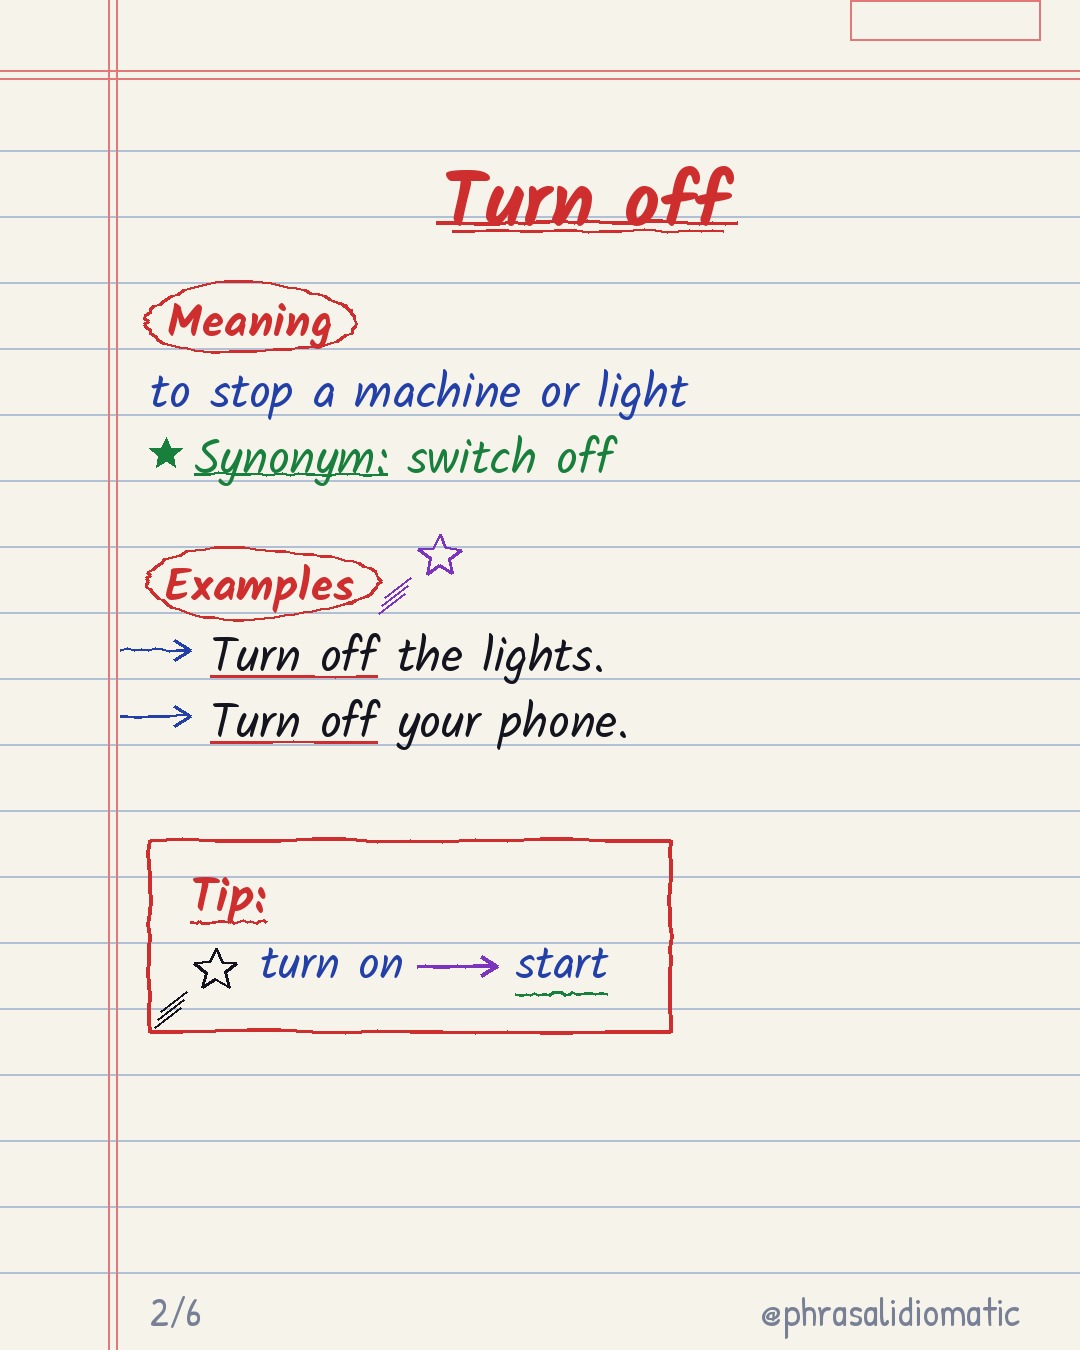 Turn off
Meaning
to stop a machine or light
★ Synonym: switch off
Examples
→ Turn off the lights.
→ Turn off your phone.
Tip:
☆ turn on → start
2/6
@phrasalidiomatic